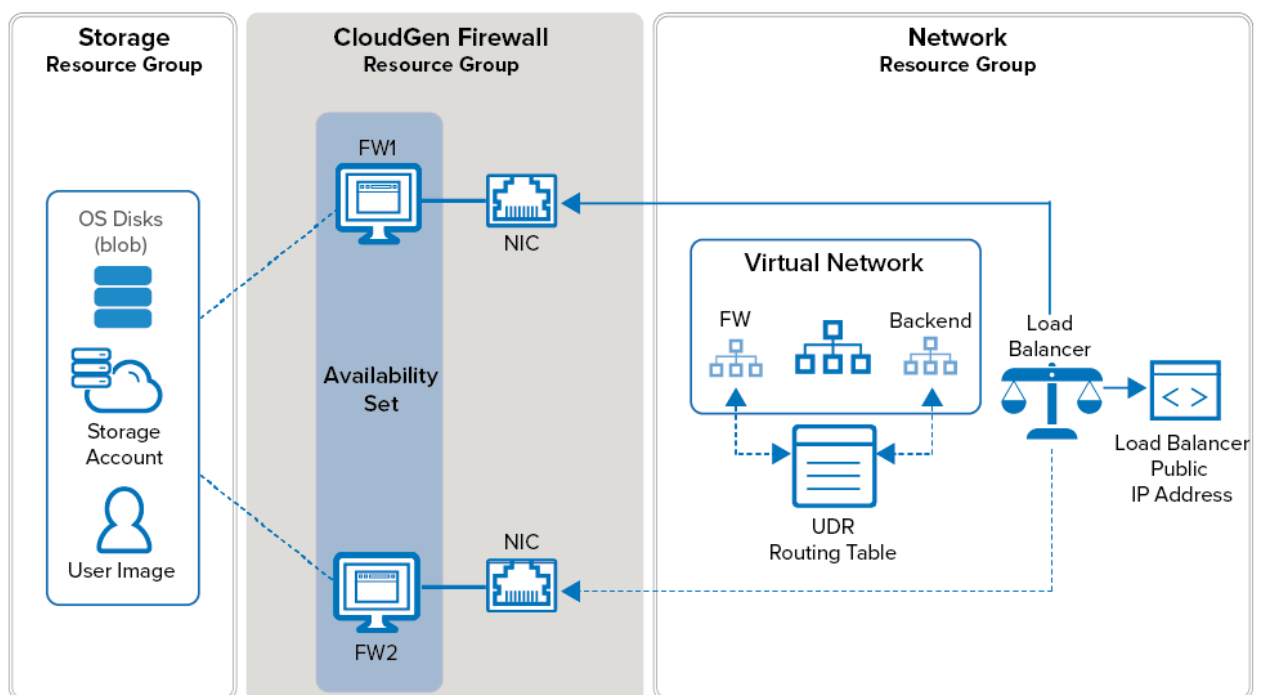 Storage
Resource Group
OS Disks
(blob)
Storage
Account
User Image
CloudGen Firewall
Resource Group
FW1
NIC
Availability
Set
NIC
FW2
Network
Resource Group
Virtual Network
FW
Backend
UDR
Routing Table
Load
Balancer
< >
Load Balancer
Public
IP Address